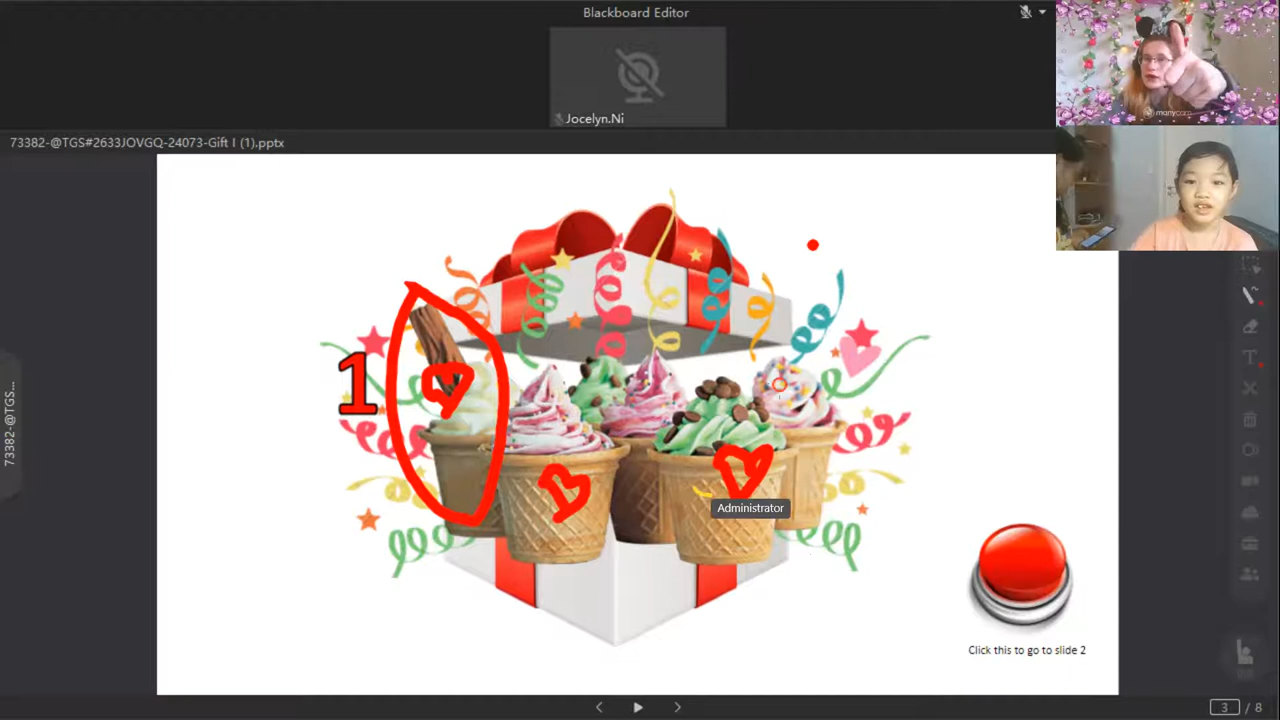 Blackboard Editor
manycam
Jocelyn.Ni
73382-@TGS#2633JOVGQ-24073-Gift I (1).pptx
73382-@TGS...
1
Administrator
Click this to go to slide 2
3 / 8